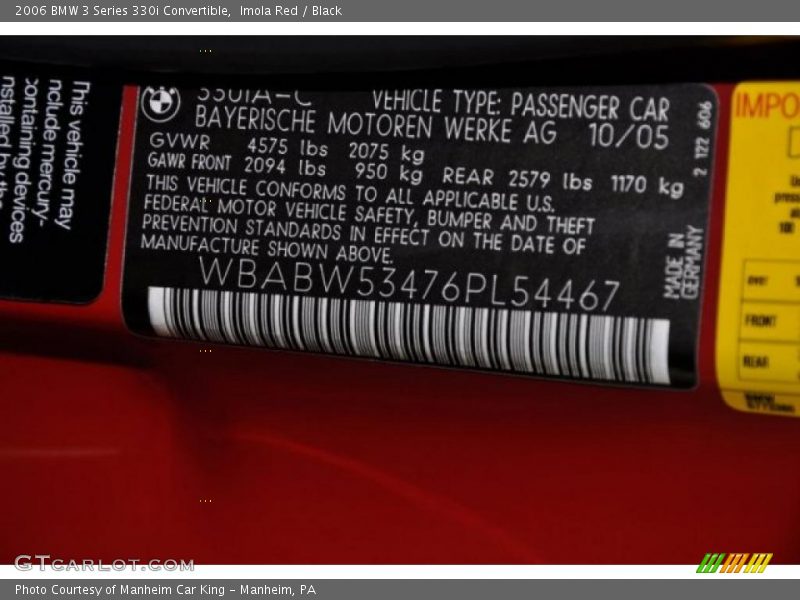 2006 BMW 3 Series 330i Convertible, Imola Red / Black
This vehicle may
include mercury-
containing devices
installed by the
330IA-C VEHICLE TYPE: PASSENGER CAR
BAYERISCHE MOTOREN WERKE AG 10/05
GVWR 4575 lbs 2075 kg
GAWR FRONT 2094 lbs 950 kg REAR 2579 lbs 1170 kg
THIS VEHICLE CONFORMS TO ALL APPLICABLE U.S.
FEDERAL MOTOR VEHICLE SAFETY, BUMPER AND THEFT
PREVENTION STANDARDS IN EFFECT ON THE DATE OF
MANUFACTURE SHOWN ABOVE.
WBABW53476PL54467
2 122 606
MADE IN
GERMANY
IMPO
FRONT
REAR
GTCARLOT.COM
Photo Courtesy of Manheim Car King - Manheim, PA